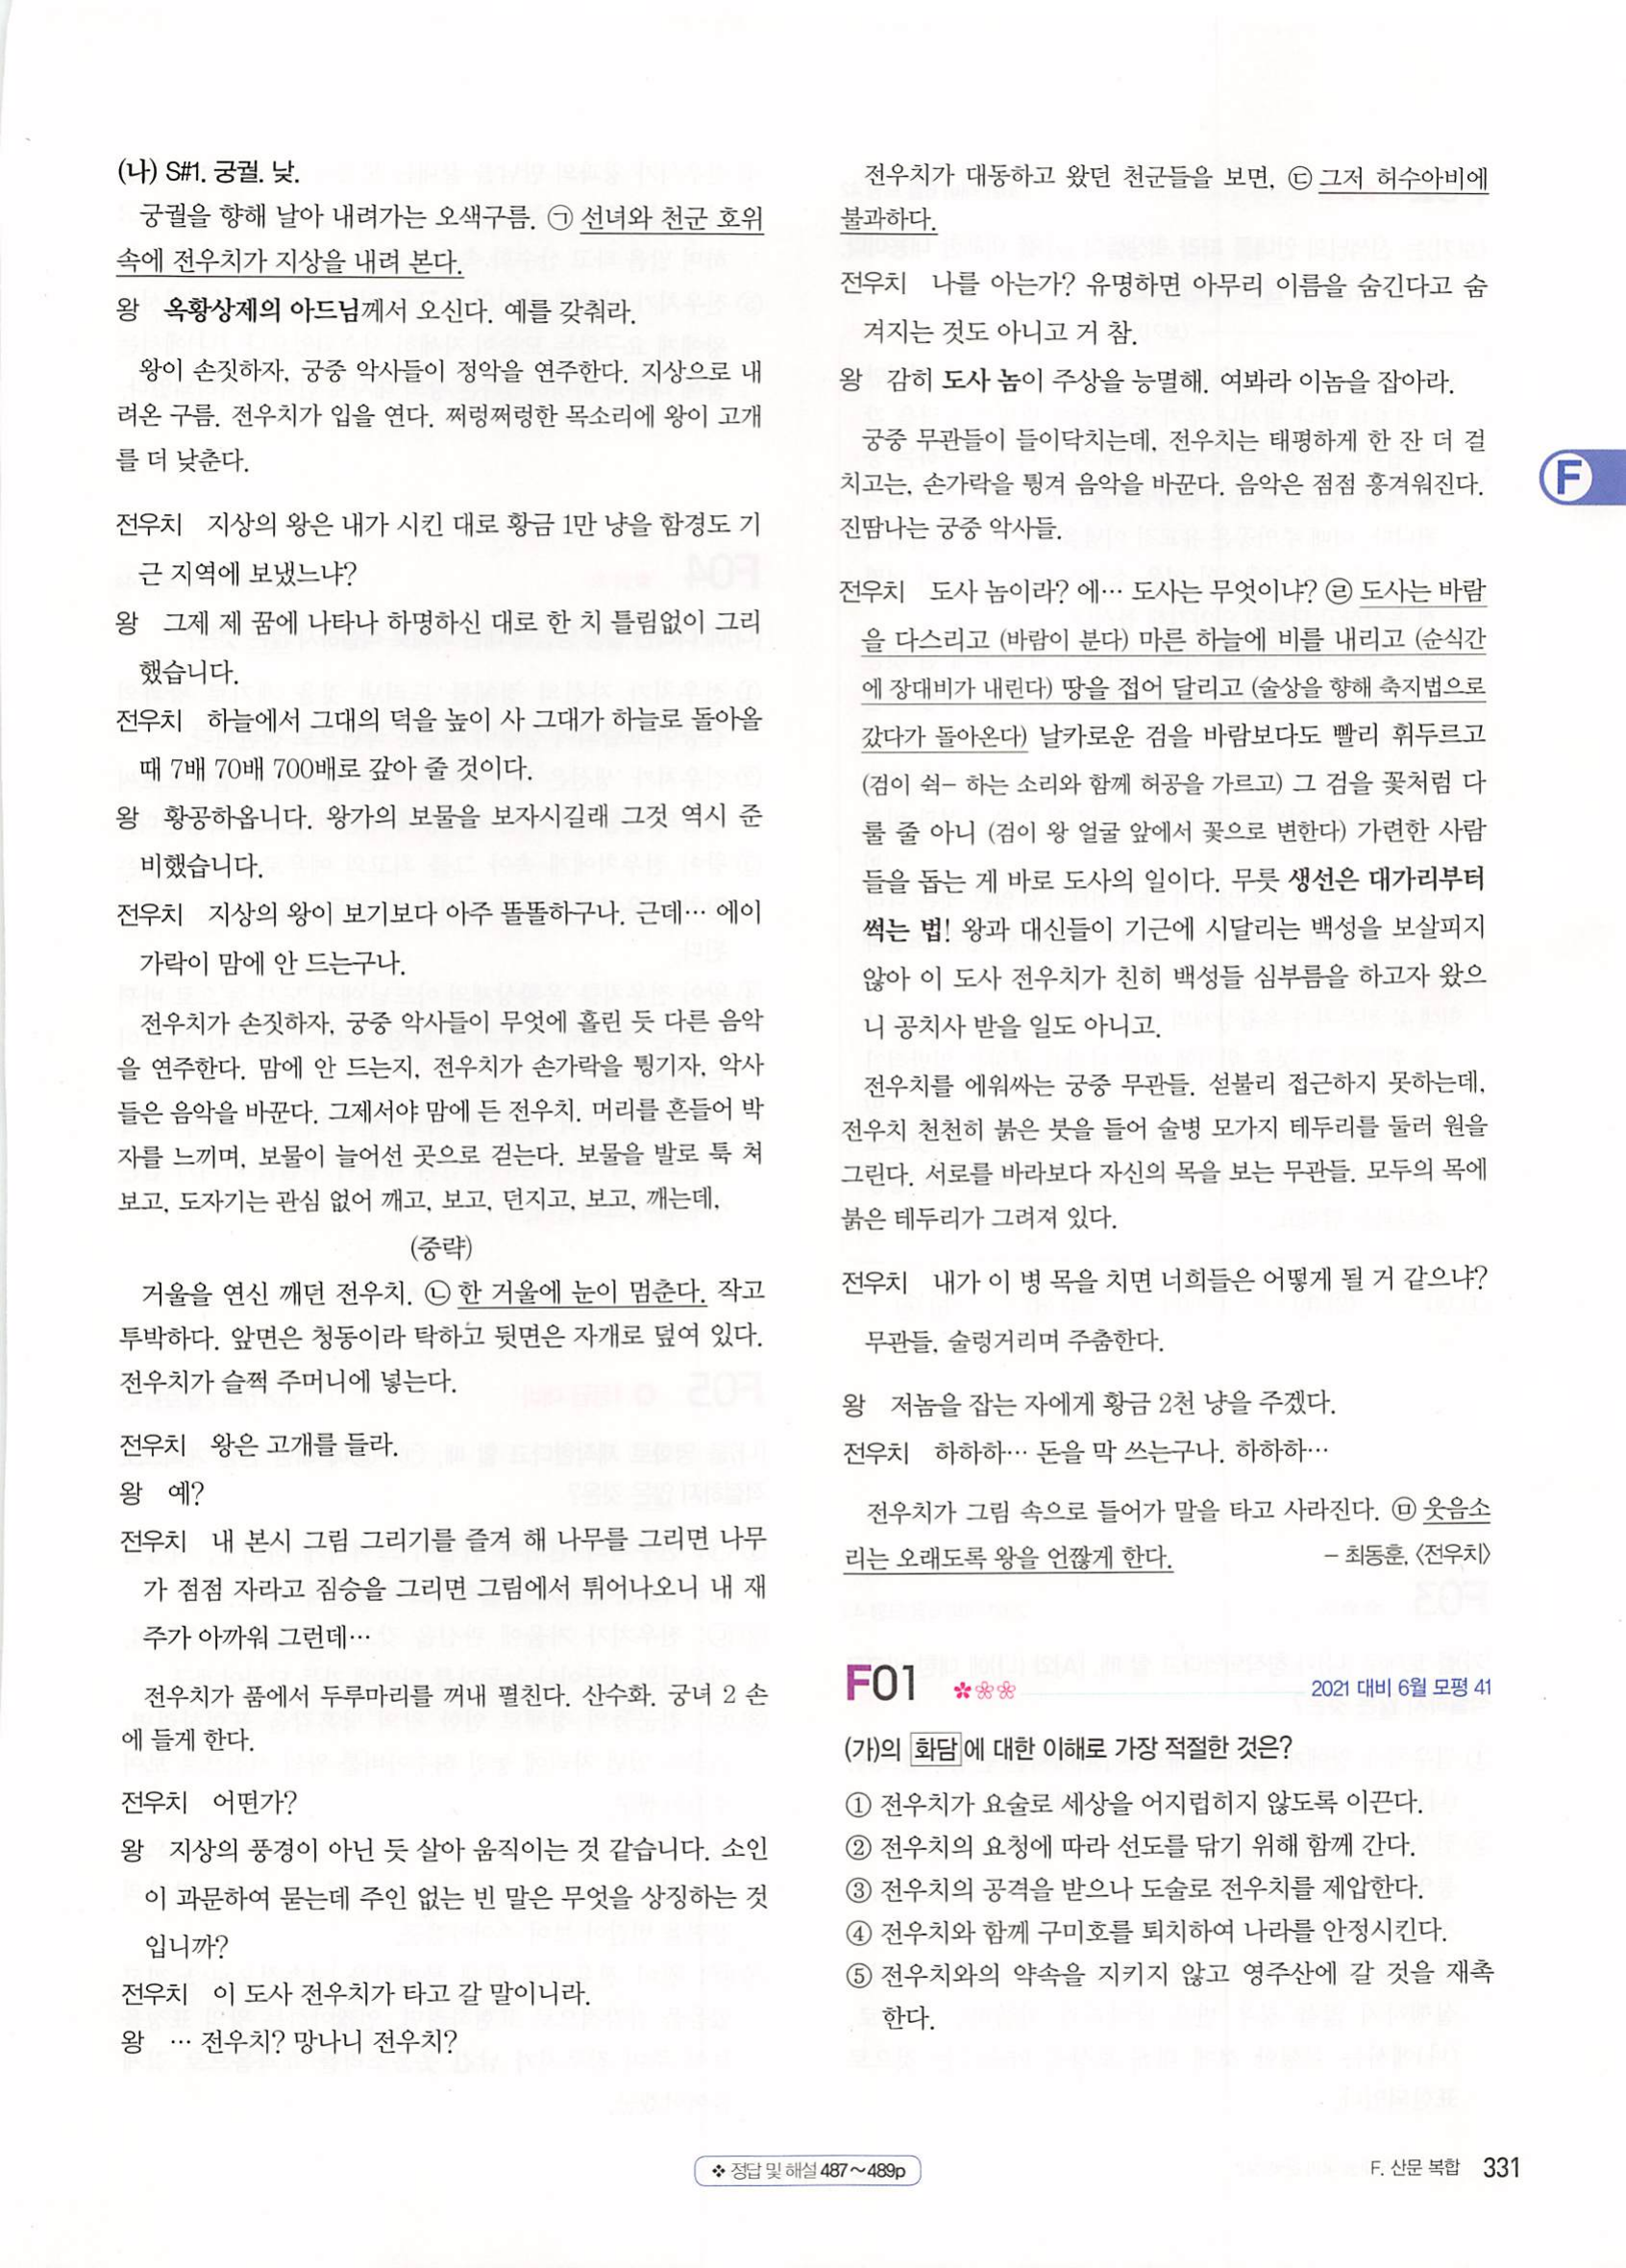 (나) S#1. 궁궐. 낮.
궁궐을 향해 날아 내려가는 오색구름. ㉠ 선녀와 천군 호위
속에 전우치가 지상을 내려 본다.
왕 옥황상제의 아드님께서 오신다. 예를 갖춰라.
왕이 손짓하자, 궁중 악사들이 정악을 연주한다. 지상으로 내
려온 구름. 전우치가 입을 연다. 쩌렁쩌렁한 목소리에 왕이 고개
를 더 낮춘다.
전우치 지상의 왕은 내가 시킨 대로 황금 1만 냥을 함경도 기
근 지역에 보냈느냐?
왕 그제 제 꿈에 나타나 하명하신 대로 한 치 틀림없이 그리
했습니다.
전우치 하늘에서 그대의 덕을 높이 사 그대가 하늘로 돌아올
때 7배 70배 700배로 갚아 줄 것이다.
왕 황공하옵니다. 왕가의 보물을 보자시길래 그것 역시 준
비했습니다.
전우치 지상의 왕이 보기보다 아주 똘똘하구나. 근데… 에이
가락이 맘에 안 드는구나.
전우치가 손짓하자, 궁중 악사들이 무엇에 홀린 듯 다른 음악
을 연주한다. 맘에 안 드는지, 전우치가 손가락을 튕기자, 악사
들은 음악을 바꾼다. 그제서야 맘에 든 전우치. 머리를 흔들어 박
자를 느끼며, 보물이 늘어선 곳으로 걷는다. 보물을 발로 툭 쳐
보고, 도자기는 관심 없어 깨고, 보고, 던지고, 보고, 깨는데,
(중략)
거울을 연신 깨던 전우치. ㉡ 한 거울에 눈이 멈춘다. 작고
투박하다. 앞면은 청동이라 탁하고 뒷면은 자개로 덮여 있다.
전우치가 슬쩍 주머니에 넣는다.
전우치 왕은 고개를 들라.
왕 예?
전우치 내 본시 그림 그리기를 즐겨 해 나무를 그리면 나무
가 점점 자라고 짐승을 그리면 그림에서 튀어나오니 내 재
주가 아까워 그런데…
전우치가 품에서 두루마리를 꺼내 펼친다. 산수화. 궁녀 2 손
에 들게 한다.
전우치 어떤가?
왕 지상의 풍경이 아닌 듯 살아 움직이는 것 같습니다. 소인
이 과문하여 묻는데 주인 없는 빈 말은 무엇을 상징하는 것
입니까?
전우치 이 도사 전우치가 타고 갈 말이니라.
왕 … 전우치? 망나니 전우치?
전우치가 대동하고 왔던 천군들을 보면, ㉢ 그저 허수아비에
불과하다.
전우치 나를 아는가? 유명하면 아무리 이름을 숨긴다고 숨
겨지는 것도 아니고 거 참.
왕 감히 도사 놈이 주상을 능멸해. 여봐라 이놈을 잡아라.
궁중 무관들이 들이닥치는데, 전우치는 태평하게 한 잔 더 걸
치고는, 손가락을 튕겨 음악을 바꾼다. 음악은 점점 흥겨워진다.
진땀나는 궁중 악사들.
전우치 도사 놈이라? 에… 도사는 무엇이냐? ㉣ 도사는 바람
을 다스리고 (바람이 분다) 마른 하늘에 비를 내리고 (순식간
에 장대비가 내린다) 땅을 접어 달리고 (술상을 향해 축지법으로
갔다가 돌아온다) 날카로운 검을 바람보다도 빨리 휘두르고
(검이 쉭- 하는 소리와 함께 허공을 가르고) 그 검을 꽃처럼 다
룰 줄 아니 (검이 왕 얼굴 앞에서 꽃으로 변한다) 가련한 사람
들을 돕는 게 바로 도사의 일이다. 무릇 생선은 대가리부터
썩는 법! 왕과 대신들이 기근에 시달리는 백성을 보살피지
않아 이 도사 전우치가 친히 백성들 심부름을 하고자 왔으
니 공치사 받을 일도 아니고.
전우치를 에워싸는 궁중 무관들. 섣불리 접근하지 못하는데,
전우치 천천히 붉은 붓을 들어 술병 모가지 테두리를 둘러 원을
그린다. 서로를 바라보다 자신의 목을 보는 무관들. 모두의 목에
붉은 테두리가 그려져 있다.
전우치 내가 이 병 목을 치면 너희들은 어떻게 될 거 같으냐?
무관들, 술렁거리며 주춤한다.
왕 저놈을 잡는 자에게 황금 2천 냥을 주겠다.
전우치 하하하… 돈을 막 쓰는구나. 하하하…
전우치가 그림 속으로 들어가 말을 타고 사라진다. ㉤ 웃음소
리는 오래도록 왕을 언짢게 한다. - 최동훈, 〈전우치〉
F01 2021 대비 6월 모평 41
(가)의 화담에 대한 이해로 가장 적절한 것은?
① 전우치가 요술로 세상을 어지럽히지 않도록 이끈다.
② 전우치의 요청에 따라 선도를 닦기 위해 함께 간다.
③ 전우치의 공격을 받으나 도술로 전우치를 제압한다.
④ 전우치와 함께 구미호를 퇴치하여 나라를 안정시킨다.
⑤ 전우치와의 약속을 지키지 않고 영주산에 갈 것을 재촉
한다.
F
❖ 정답 및 해설 487~489p
F. 산문 복합 331